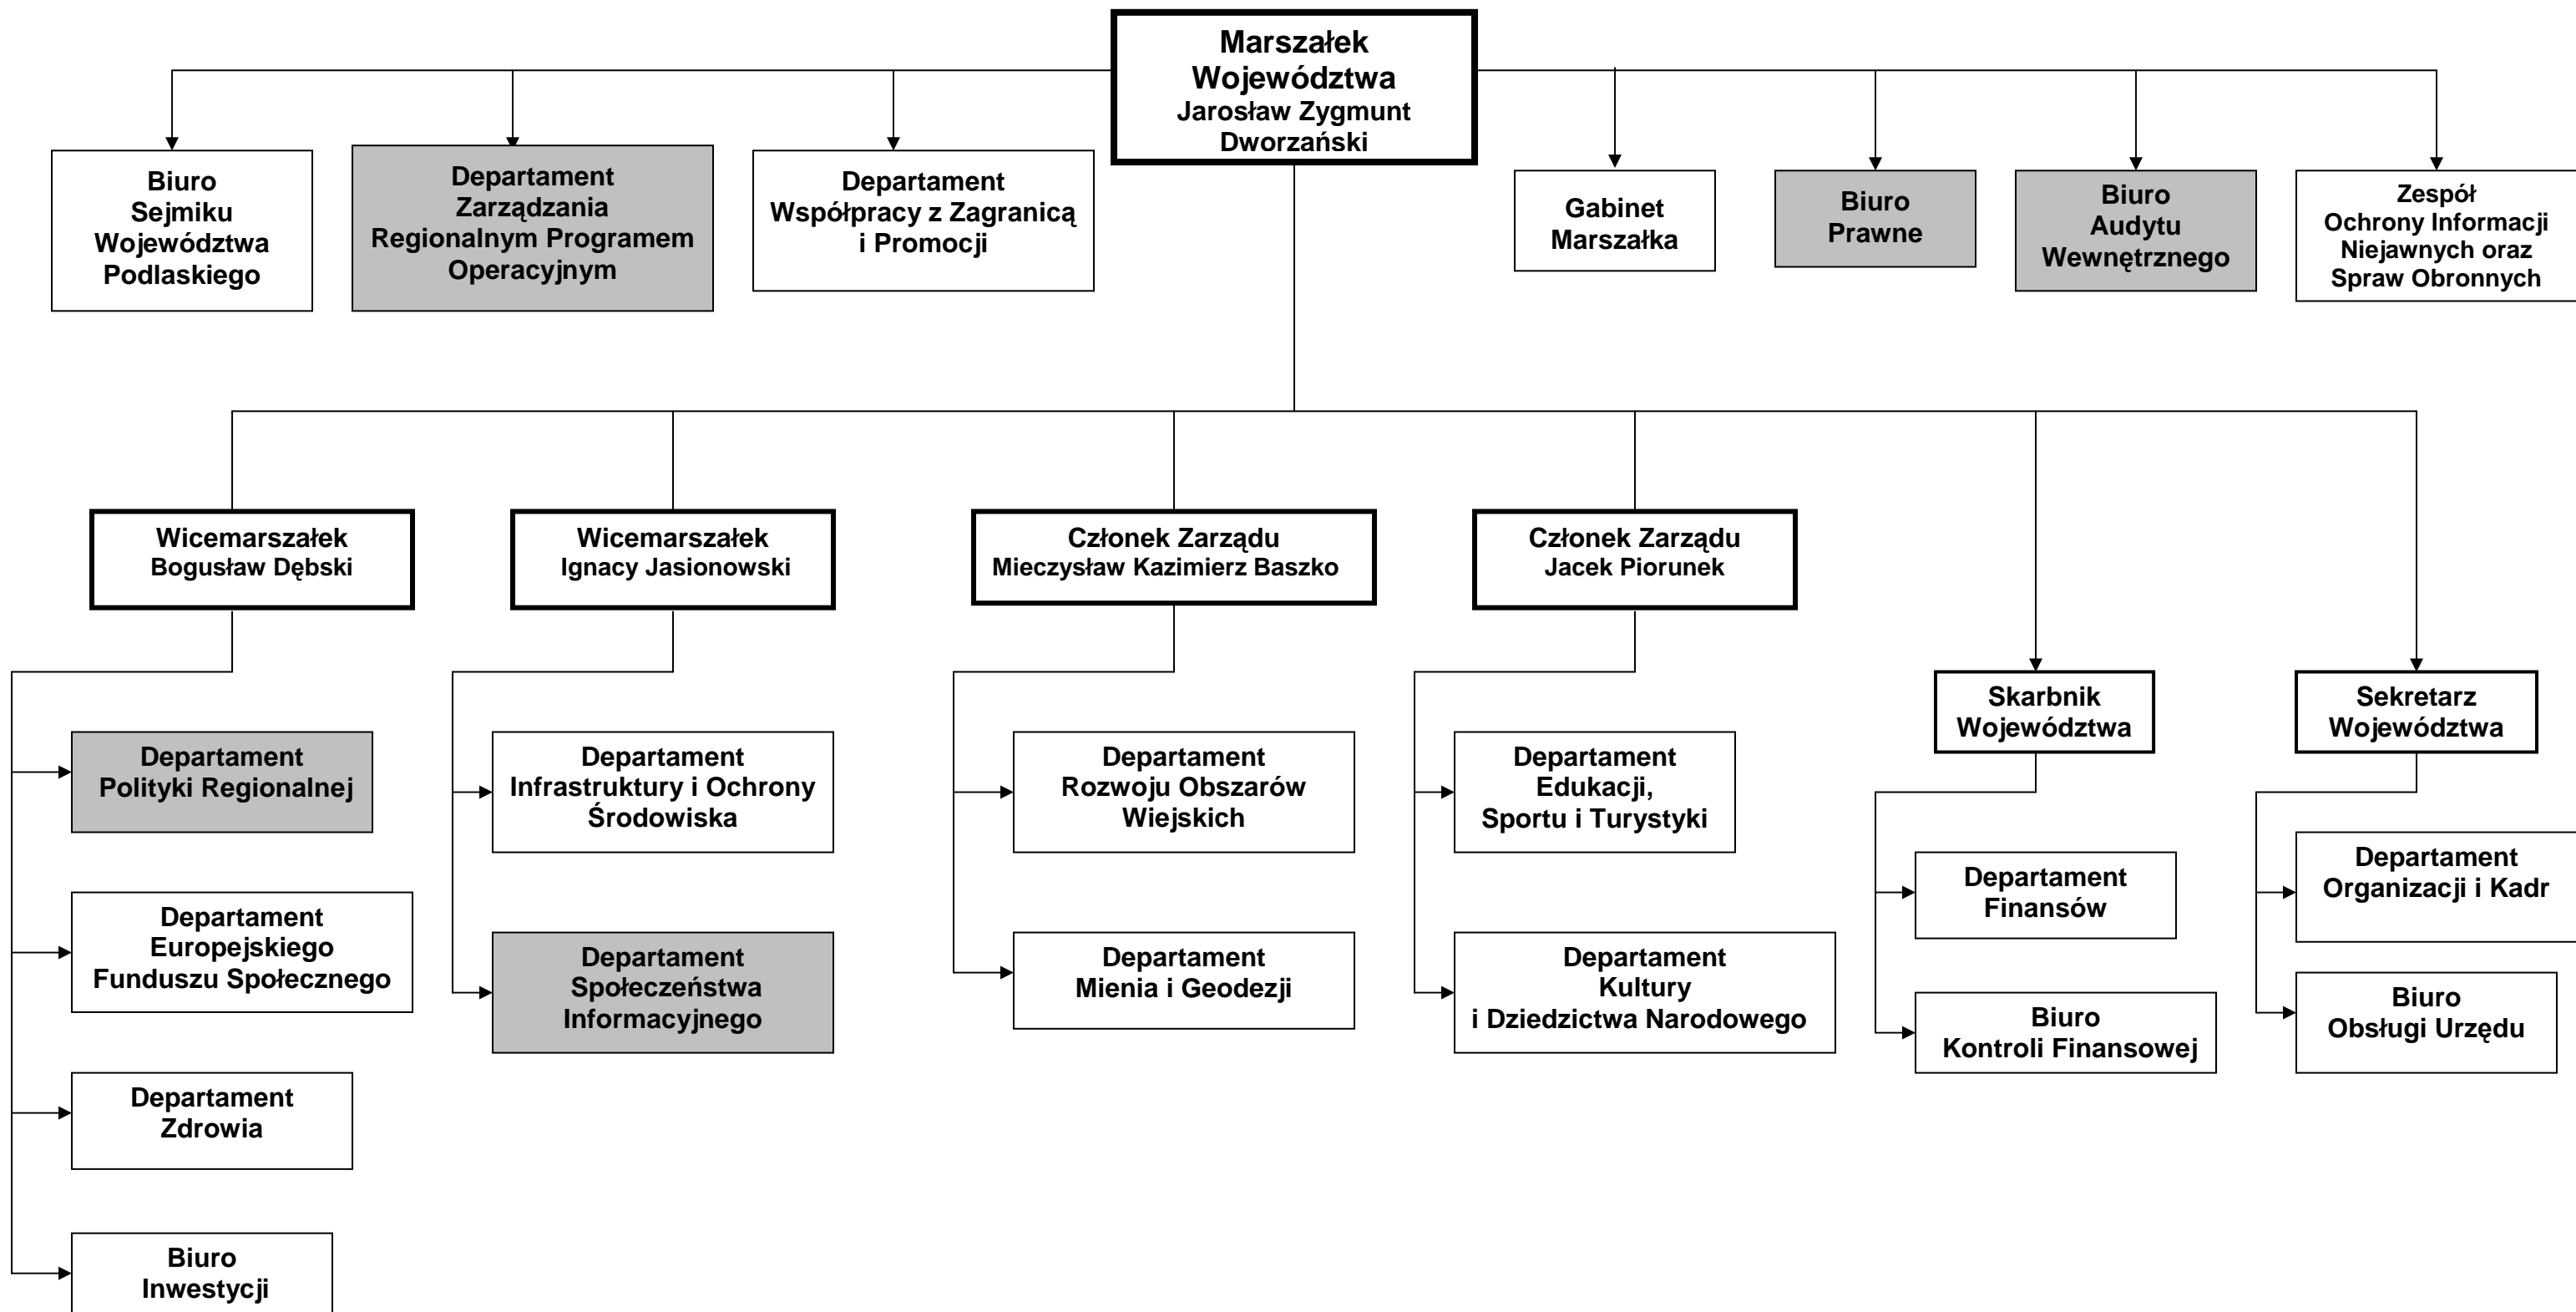 Marszałek
Województwa
Jarosław Zygmunt
Dworzański
Biuro
Sejmiku
Województwa
Podlaskiego
Departament
Zarządzania
Regionalnym Programem
Operacyjnym
Departament
Współpracy z Zagranicą
i Promocji
Gabinet
Marszałka
Biuro
Prawne
Biuro
Audytu
Wewnętrznego
Zespół
Ochrony Informacji
Niejawnych oraz
Spraw Obronnych
Wicemarszałek
Bogusław Dębski
Wicemarszałek
Ignacy Jasionowski
Członek Zarządu
Mieczysław Kazimierz Baszko
Członek Zarządu
Jacek Piorunek
Skarbnik
Województwa
Sekretarz
Województwa
Departament
Polityki Regionalnej
Departament
Europejskiego
Funduszu Społecznego
Departament
Zdrowia
Biuro
Inwestycji
Departament
Infrastruktury i Ochrony
Środowiska
Departament
Społeczeństwa
Informacyjnego
Departament
Rozwoju Obszarów
Wiejskich
Departament
Mienia i Geodezji
Departament
Edukacji,
Sportu i Turystyki
Departament
Kultury
i Dziedzictwa Narodowego
Departament
Finansów
Biuro
Kontroli Finansowej
Departament
Organizacji i Kadr
Biuro
Obsługi Urzędu